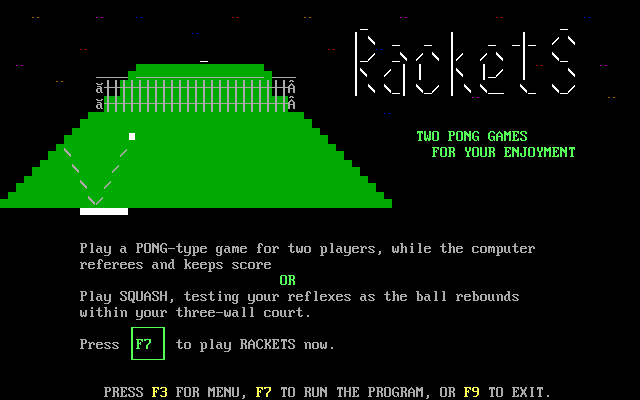 RacketS
TWO PONG GAMES
FOR YOUR ENJOYMENT
Play a PONG-type game for two players, while the computer
referees and keeps score
OR
Play SQUASH, testing your reflexes as the ball rebounds
within your three-wall court.
Press F7 to play RACKETS now.
PRESS F3 FOR MENU, F7 TO RUN THE PROGRAM, OR F9 TO EXIT.